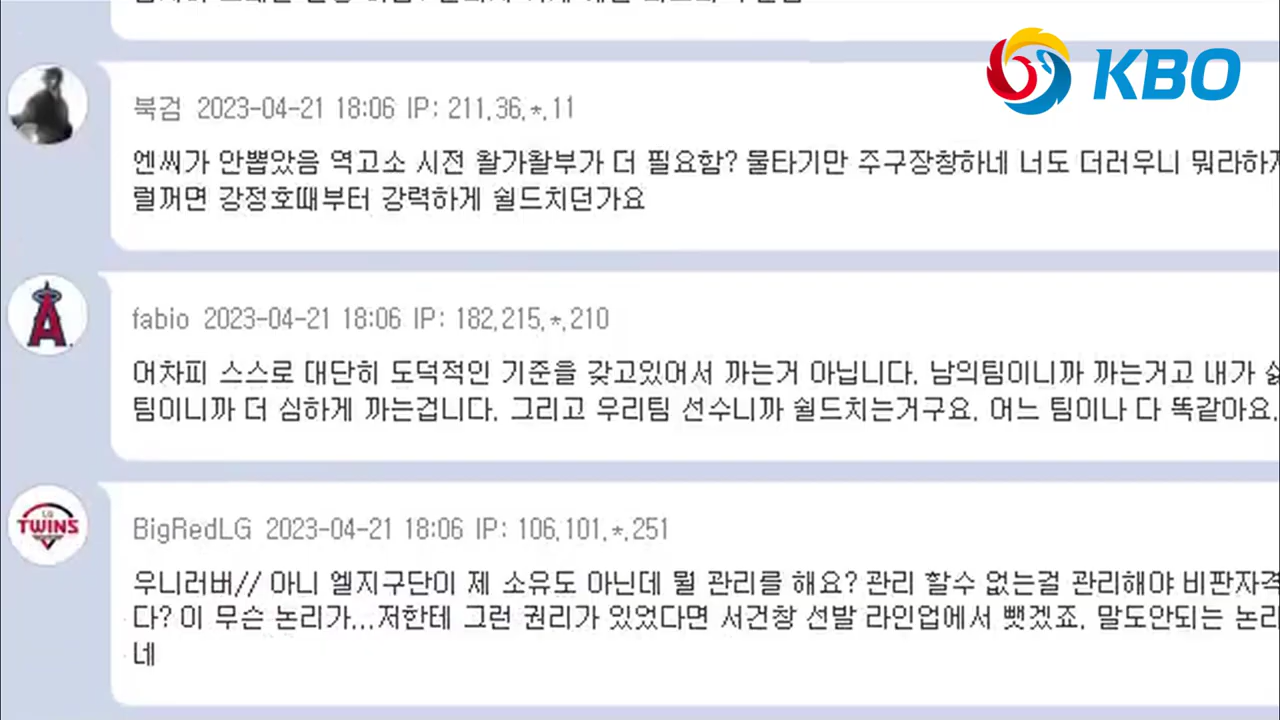 KBO
북검 2023-04-21 18:06 IP: 211.36.*.11
엔씨가 안뽑았음 역고소 시전 왈가왈부가 더 필요함? 물타기만 주구장창하네 너도 더러우니 뭐라하지
럴꺼면 강정호때부터 강력하게 쉴드치던가요
fabio 2023-04-21 18:06 IP: 182.215.*.210
어차피 스스로 대단히 도덕적인 기준을 갖고있어서 까는거 아닙니다. 남의팀이니까 까는거고 내가
팀이니까 더 심하게 까는겁니다. 그리고 우리팀 선수니까 쉴드치는거구요. 어느 팀이나 다 똑같아요.
LG
TWINS
BigRedLG 2023-04-21 18:06 IP: 106.101.*.251
우니러버// 아니 엘지구단이 제 소유도 아닌데 뭘 관리를 해요? 관리 할수 없는걸 관리해야 비판자격
다? 이 무슨 논리가...저한테 그런 권리가 있었다면 서건창 선발 라인업에서 뺏겠죠. 말도안되는 논리
네